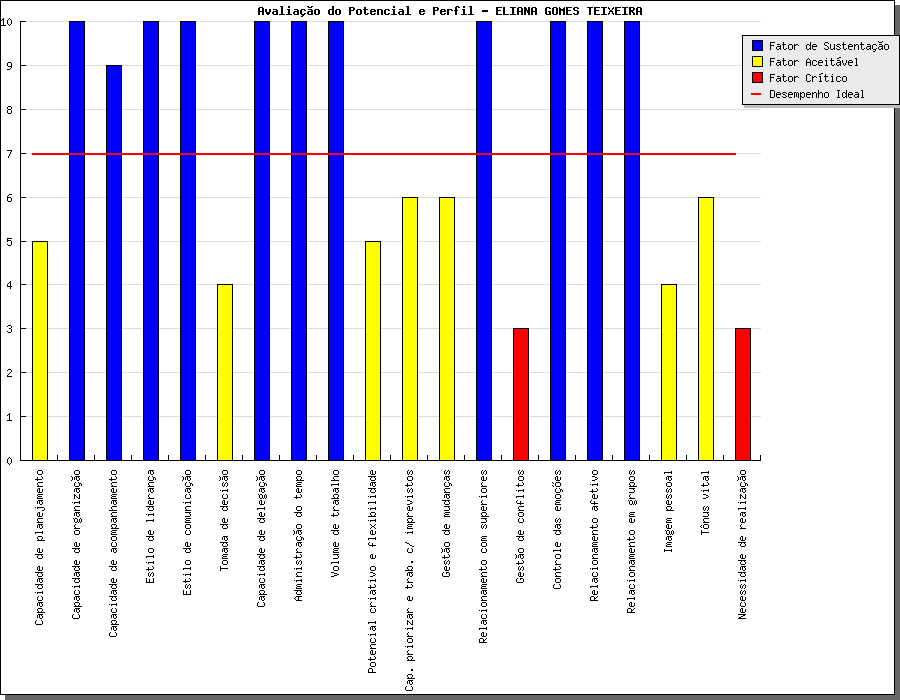 Avaliação do Potencial e Perfil - ELIANA GOMES TEIXEIRA
Fator de Sustentação
Fator Aceitável
Fator Crítico
Desempenho Ideal
10
9
8
7
6
5
4
3
2
1
0
Capacidade de planejamento
Capacidade de organização
Capacidade de acompanhamento
Estilo de liderança
Estilo de comunicação
Tomada de decisão
Capacidade de delegação
Administração do tempo
Volume de trabalho
Potencial criativo e flexibilidade
Cap. priorizar e trab. c/ imprevistos
Gestão de mudanças
Relacionamento com superiores
Gestão de conflitos
Controle das emoções
Relacionamento afetivo
Relacionamento em grupos
Imagem pessoal
Tônus vital
Necessidade de realização